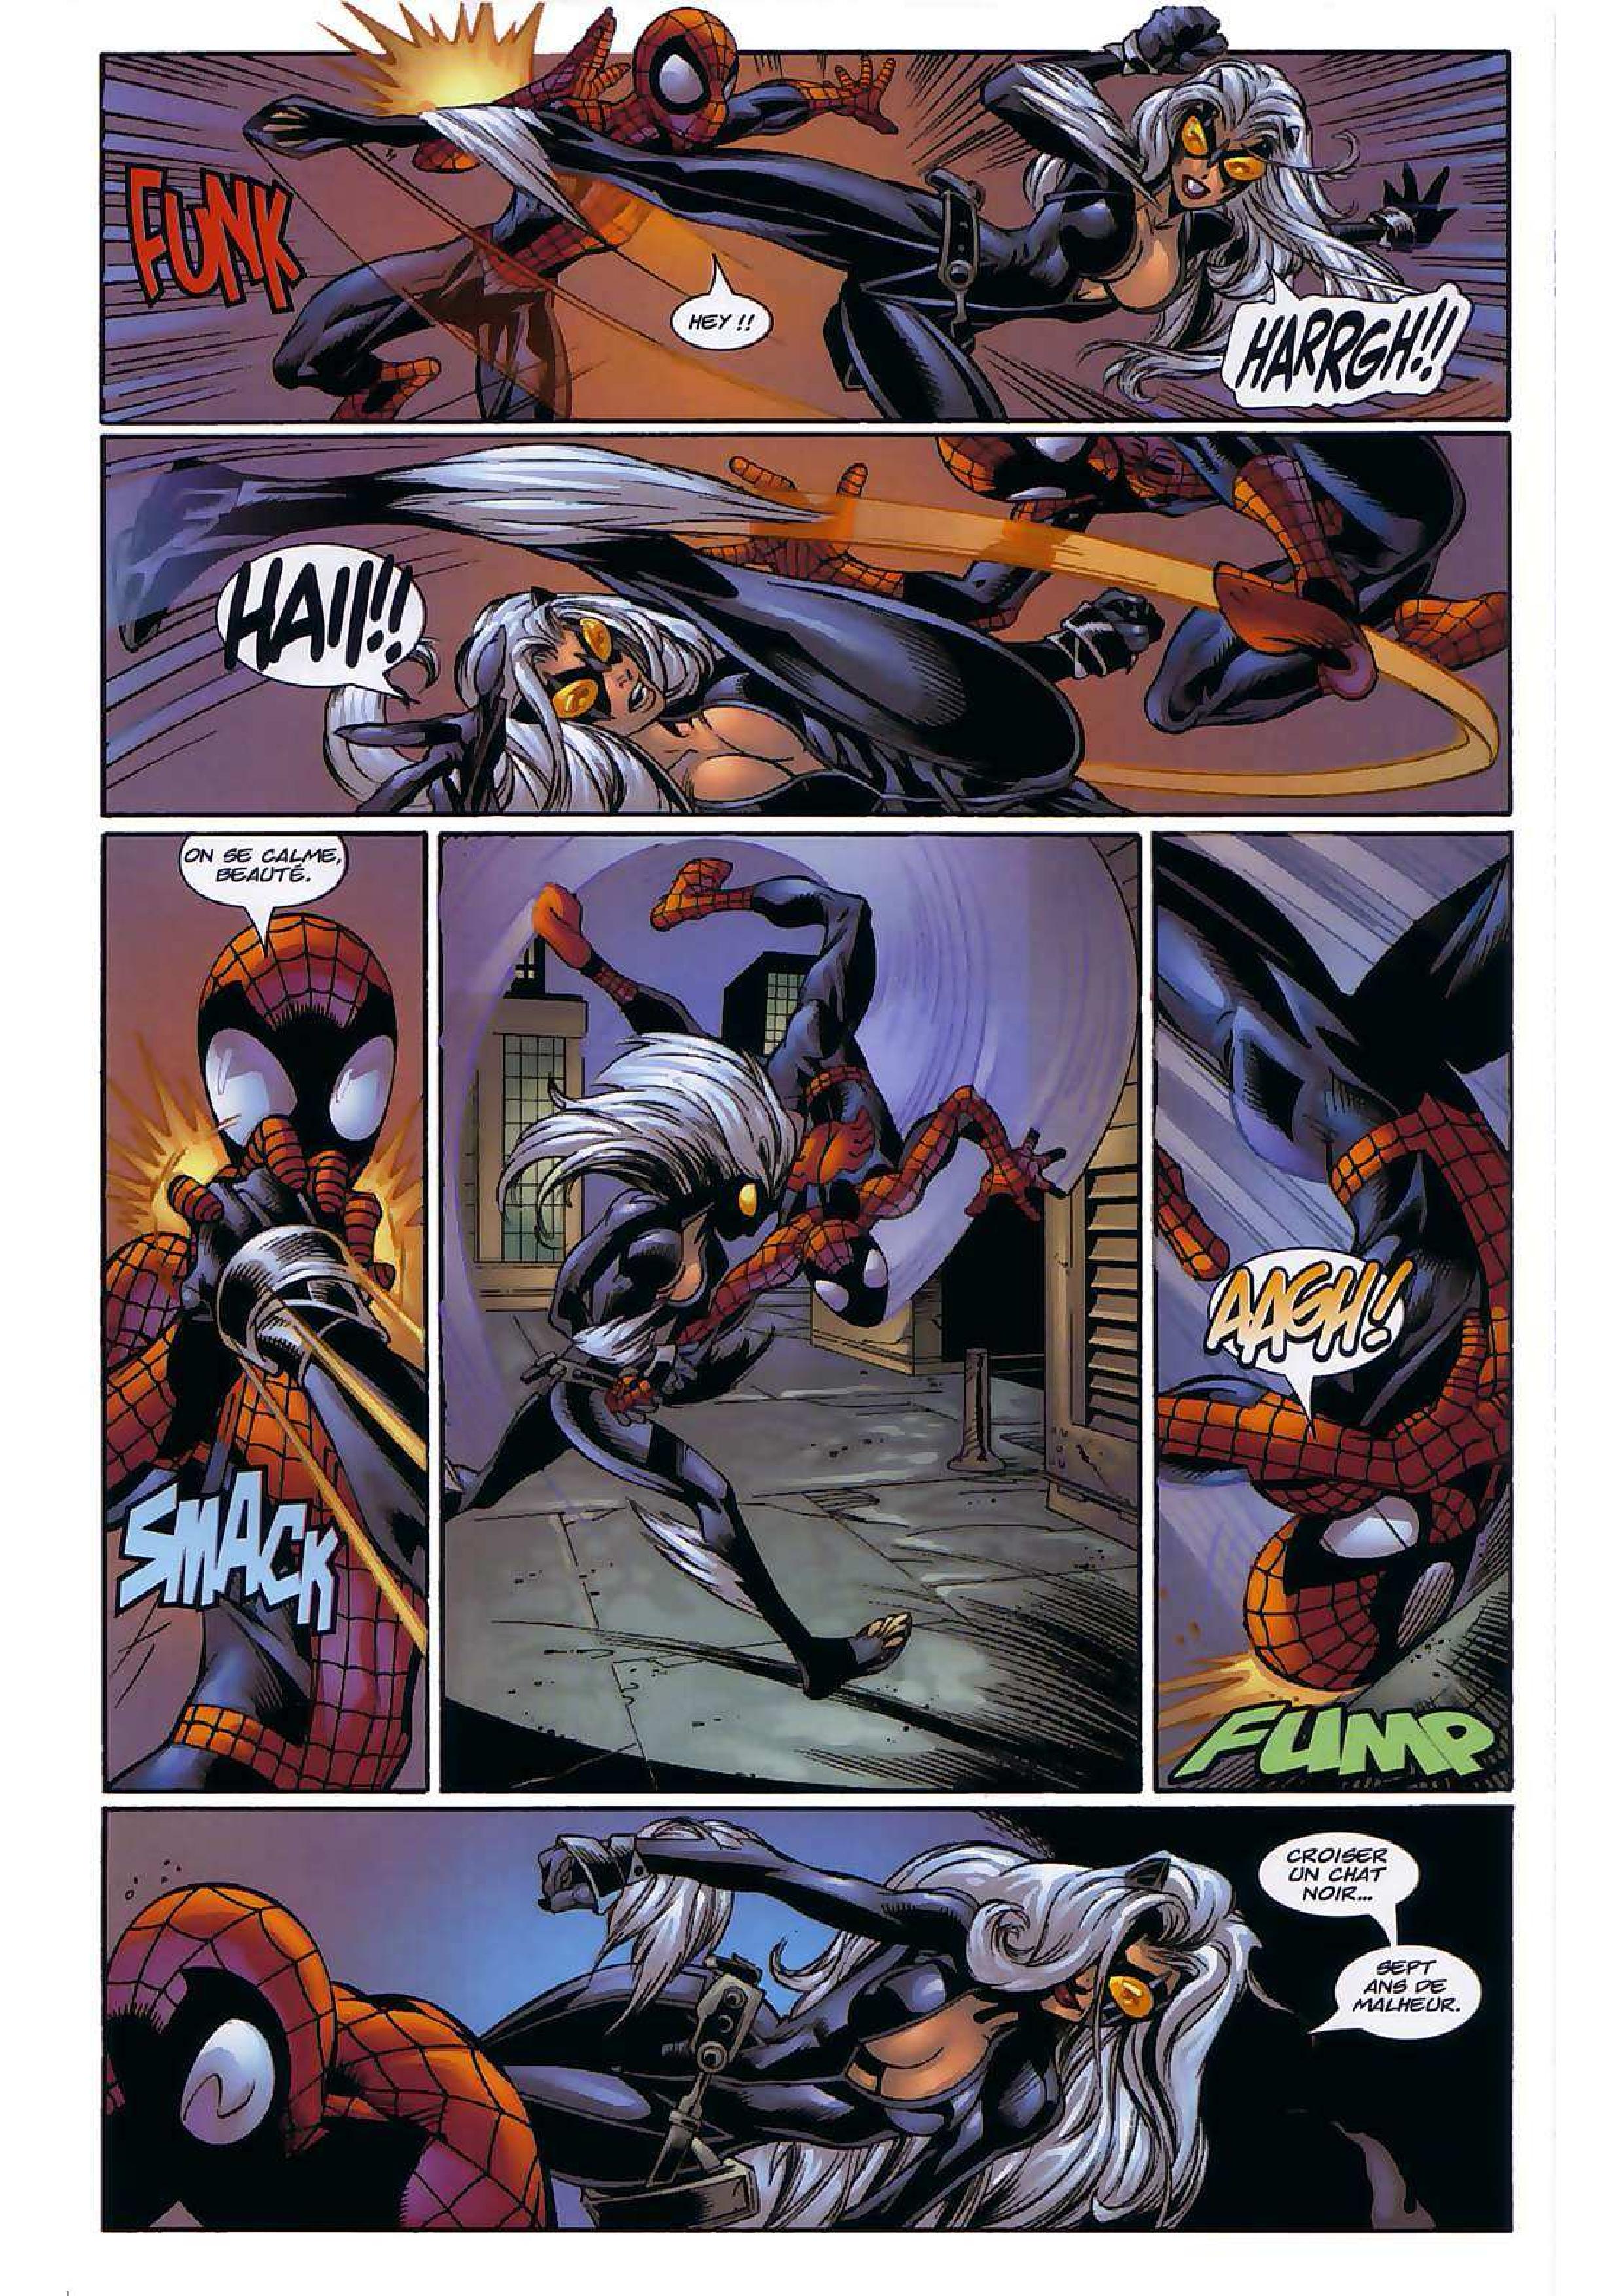 FUNK
HEY !!
HARRGH!!
HAII!!
ON SE CALME,
BEAUTÉ.
SMACK
AAGH!
FUMP
CROISER
UN CHAT
NOIR...
SEPT
ANS DE
MALHEUR.